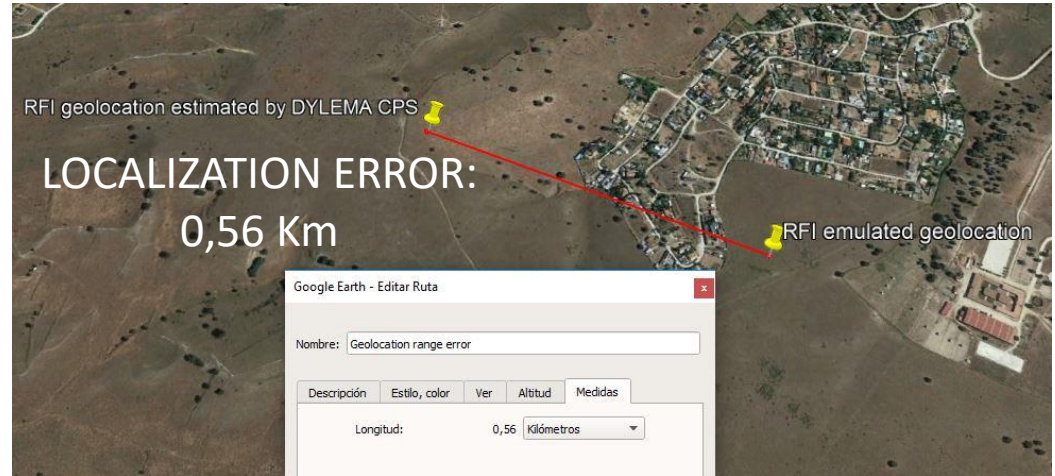 RFI geolocation estimated by DYLEMA CPS
LOCALIZATION ERROR:
0,56 Km
RFI emulated geolocation
Google Earth - Editar Ruta
x
Nombre: Geolocation range error
Descripción Estilo, color Ver Altitud Medidas
Longitud: 0,56 Kilómetros